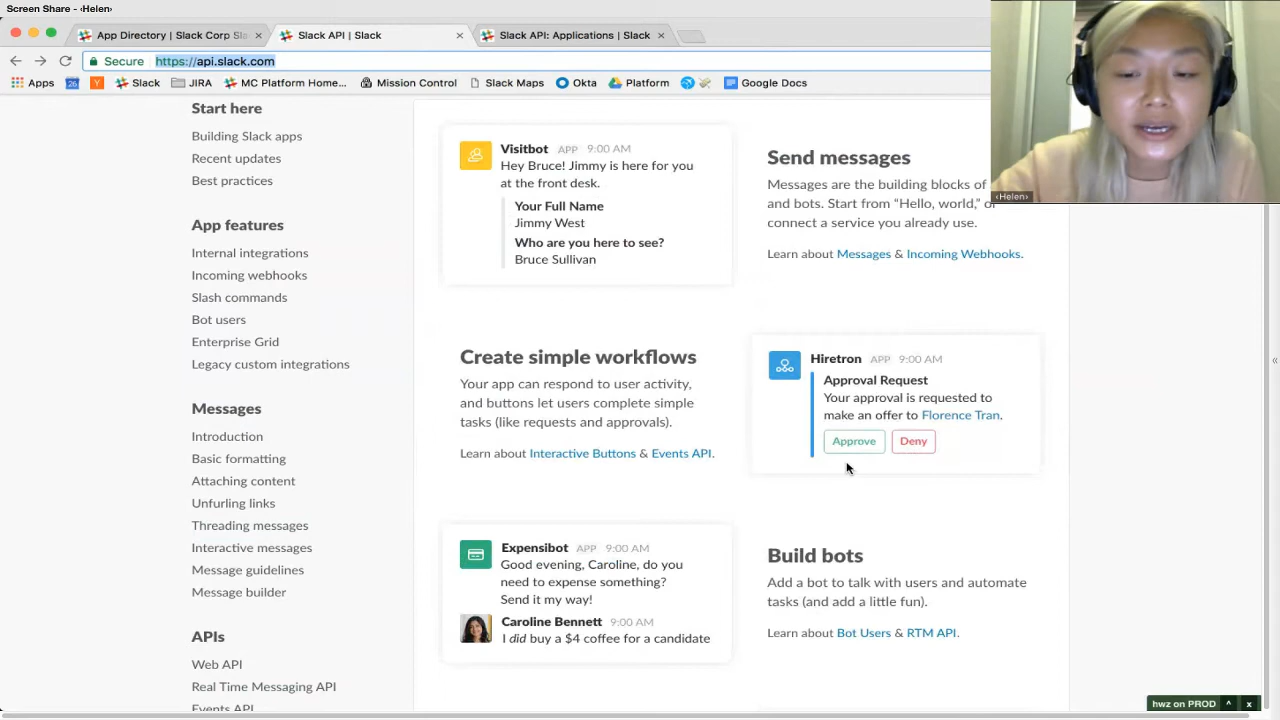 Screen Share - ‹Helen›
App Directory | Slack Corp Sl
Slack API | Slack
Slack API: Applications | Slack
Secure https://api.slack.com
Apps 26 Y Slack JIRA MC Platform Home... Mission Control Slack Maps Okta Platform Google Docs
‹Helen›
Start here
Building Slack apps
Recent updates
Best practices
App features
Internal integrations
Incoming webhooks
Slash commands
Bot users
Enterprise Grid
Legacy custom integrations
Messages
Introduction
Basic formatting
Attaching content
Unfurling links
Threading messages
Interactive messages
Message guidelines
Message builder
APIs
Web API
Real Time Messaging API
Events API
Visitbot APP 9:00 AM
Hey Bruce! Jimmy is here for you
at the front desk.
Your Full Name
Jimmy West
Who are you here to see?
Bruce Sullivan
Send messages
Messages are the building blocks of
and bots. Start from “Hello, world,”
connect a service you already use.
Learn about Messages & Incoming Webhooks.
Create simple workflows
Your app can respond to user activity,
and buttons let users complete simple
tasks (like requests and approvals).
Learn about Interactive Buttons & Events API.
Hiretron APP 9:00 AM
Approval Request
Your approval is requested to
make an offer to Florence Tran.
Approve Deny
Expensibot APP 9:00 AM
Good evening, Caroline, do you
need to expense something?
Send it my way!
Caroline Bennett 9:00 AM
I did buy a $4 coffee for a candidate
Build bots
Add a bot to talk with users and automate
tasks (and add a little fun).
Learn about Bot Users & RTM API.
hwz on PROD ^ x